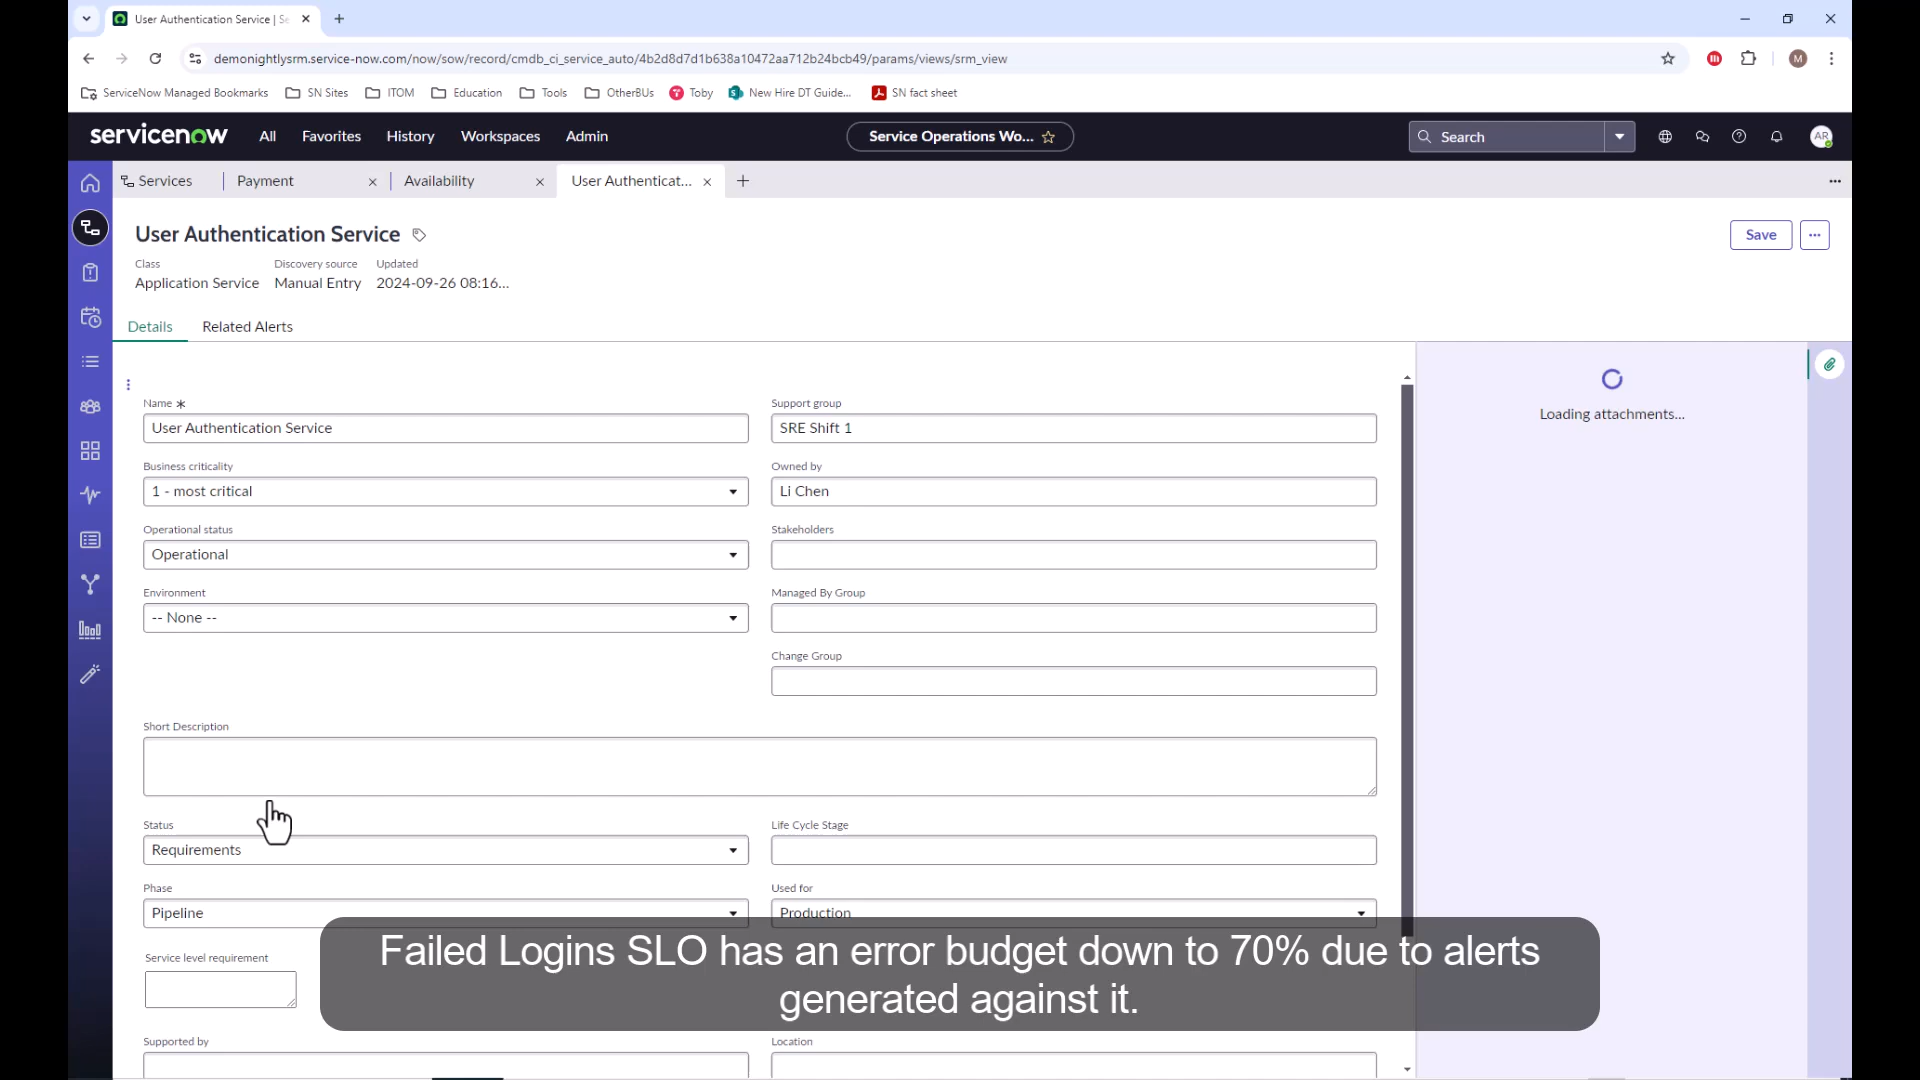 User Authentication Service | Se
demonightlysrm.service-now.com/now/sow/record/cmdb_ci_service_auto/4b2d8d7d1b638a10472aa712b24bcb49/params/views/srm_view
M
ServiceNow Managed Bookmarks SN Sites ITOM Education Tools OtherBUs Toby New Hire DT Guide... SN fact sheet
servicenow All Favorites History Workspaces Admin Service Operations Wo... Search AR
Services Payment Availability User Authenticat...
User Authentication Service
Save
Class Discovery source Updated
Application Service Manual Entry 2024-09-26 08:16...
Details Related Alerts
Loading attachments...
Name * Support group
User Authentication Service SRE Shift 1
Business criticality Owned by
1 - most critical Li Chen
Operational status Stakeholders
Operational
Environment Managed By Group
-- None --
Change Group
Short Description
Status Life Cycle Stage
Requirements
Phase Used for
Pipeline Production
Service level requirement
Failed Logins SLO has an error budget down to 70% due to alerts
generated against it.
Supported by Location